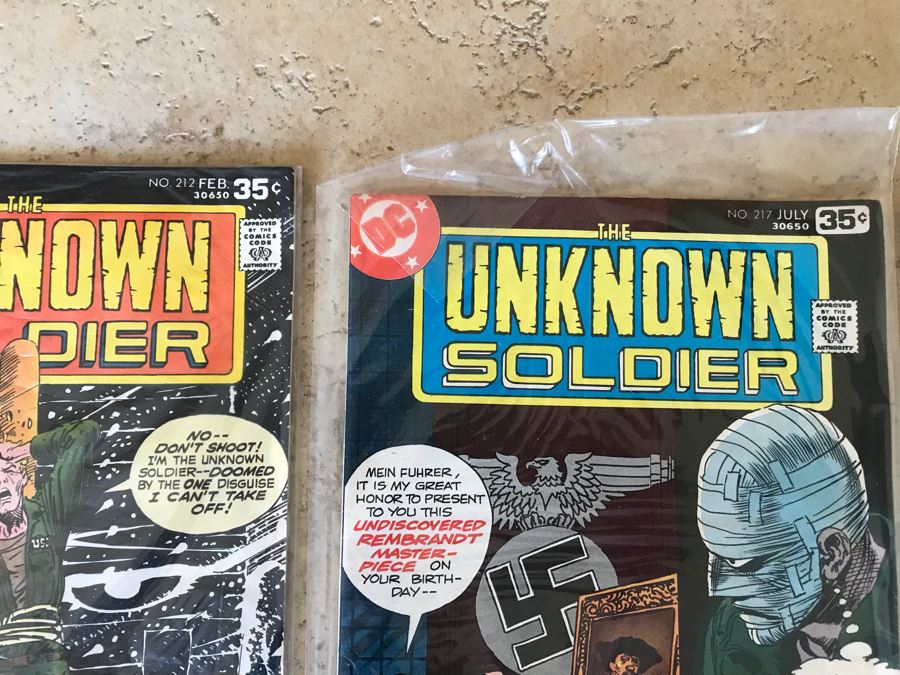 NO. 212 FEB.
30650
35¢
THE
NOWN
DIER
APPROVED
BY THE
COMICS
CODE
AUTHORITY
NO--
DON'T SHOOT!
I'M THE UNKNOWN
SOLDIER--DOOMED
BY THE ONE DISGUISE
I CAN'T TAKE
OFF!
DC
NO. 217 JULY
30650
35¢
THE
UNKNOWN
SOLDIER
APPROVED
BY THE
COMICS
CODE
AUTHORITY
MEIN FUHRER,
IT IS MY GREAT
HONOR TO PRESENT
TO YOU THIS
UNDISCOVERED
REMBRANDT
MASTER-
PIECE ON
YOUR BIRTH-
DAY--